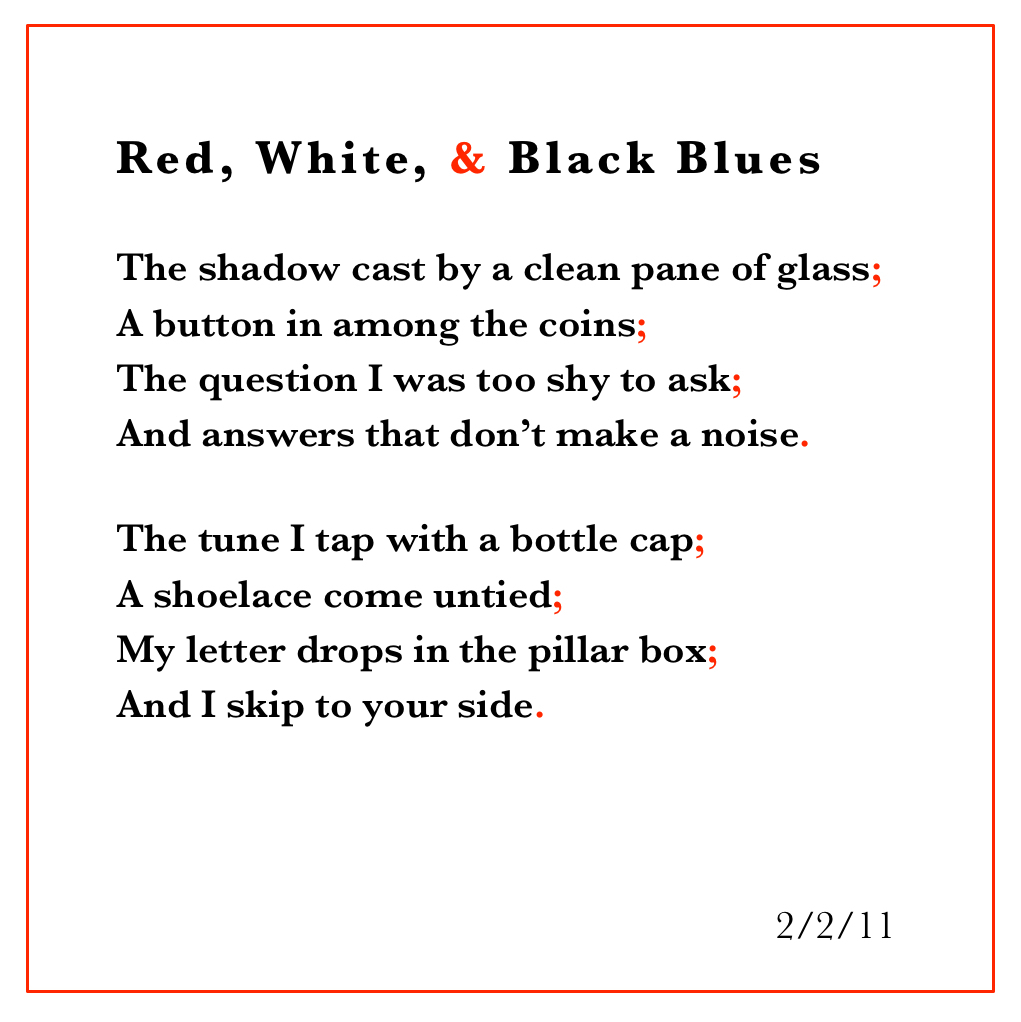 Red, White, & Black Blues
The shadow cast by a clean pane of glass;
A button in among the coins;
The question I was too shy to ask;
And answers that don’t make a noise.
The tune I tap with a bottle cap;
A shoelace come untied;
My letter drops in the pillar box;
And I skip to your side.
2/2/11